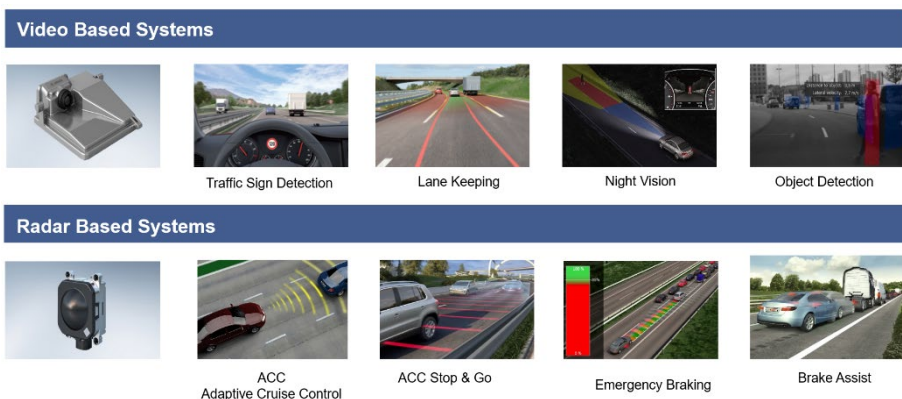 Video Based Systems
Traffic Sign Detection
Lane Keeping
Night Vision
Object Detection
Radar Based Systems
ACC
Adaptive Cruise Control
ACC Stop & Go
Emergency Braking
Brake Assist